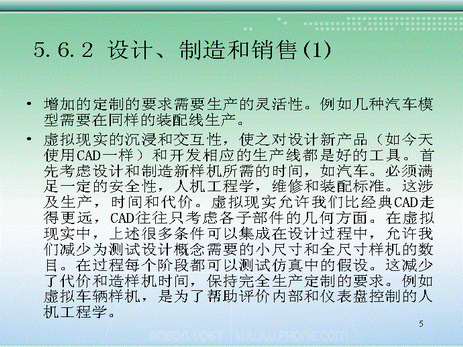 5.6.2 设计、制造和销售(1)
• 增加的定制的要求需要生产的灵活性。例如几种汽车模
型需要在同样的装配线生产。
• 虚拟现实的沉浸和交互性，使之对设计新产品（如今天
使用CAD一样）和开发相应的生产线都是好的工具。首
先考虑设计和制造新样机所需的时间，如汽车。必须满
足一定的安全性，人机工程学，维修和装配标准。这涉
及生产，时间和代价。虚拟现实允许我们比经典CAD走
得更远，CAD往往只考虑各子部件的几何方面。在虚拟
现实中，上述很多条件可以集成在设计过程中，允许我
们减少为测试设计概念需要的小尺寸和全尺寸样机的数
目。在过程每个阶段都可以测试仿真中的假设。这减少
了代价和造样机时间，保持完全生产定制的要求。例如
虚拟车辆样机，是为了帮助评价内部和仪表盘控制的人
机工程学。
5